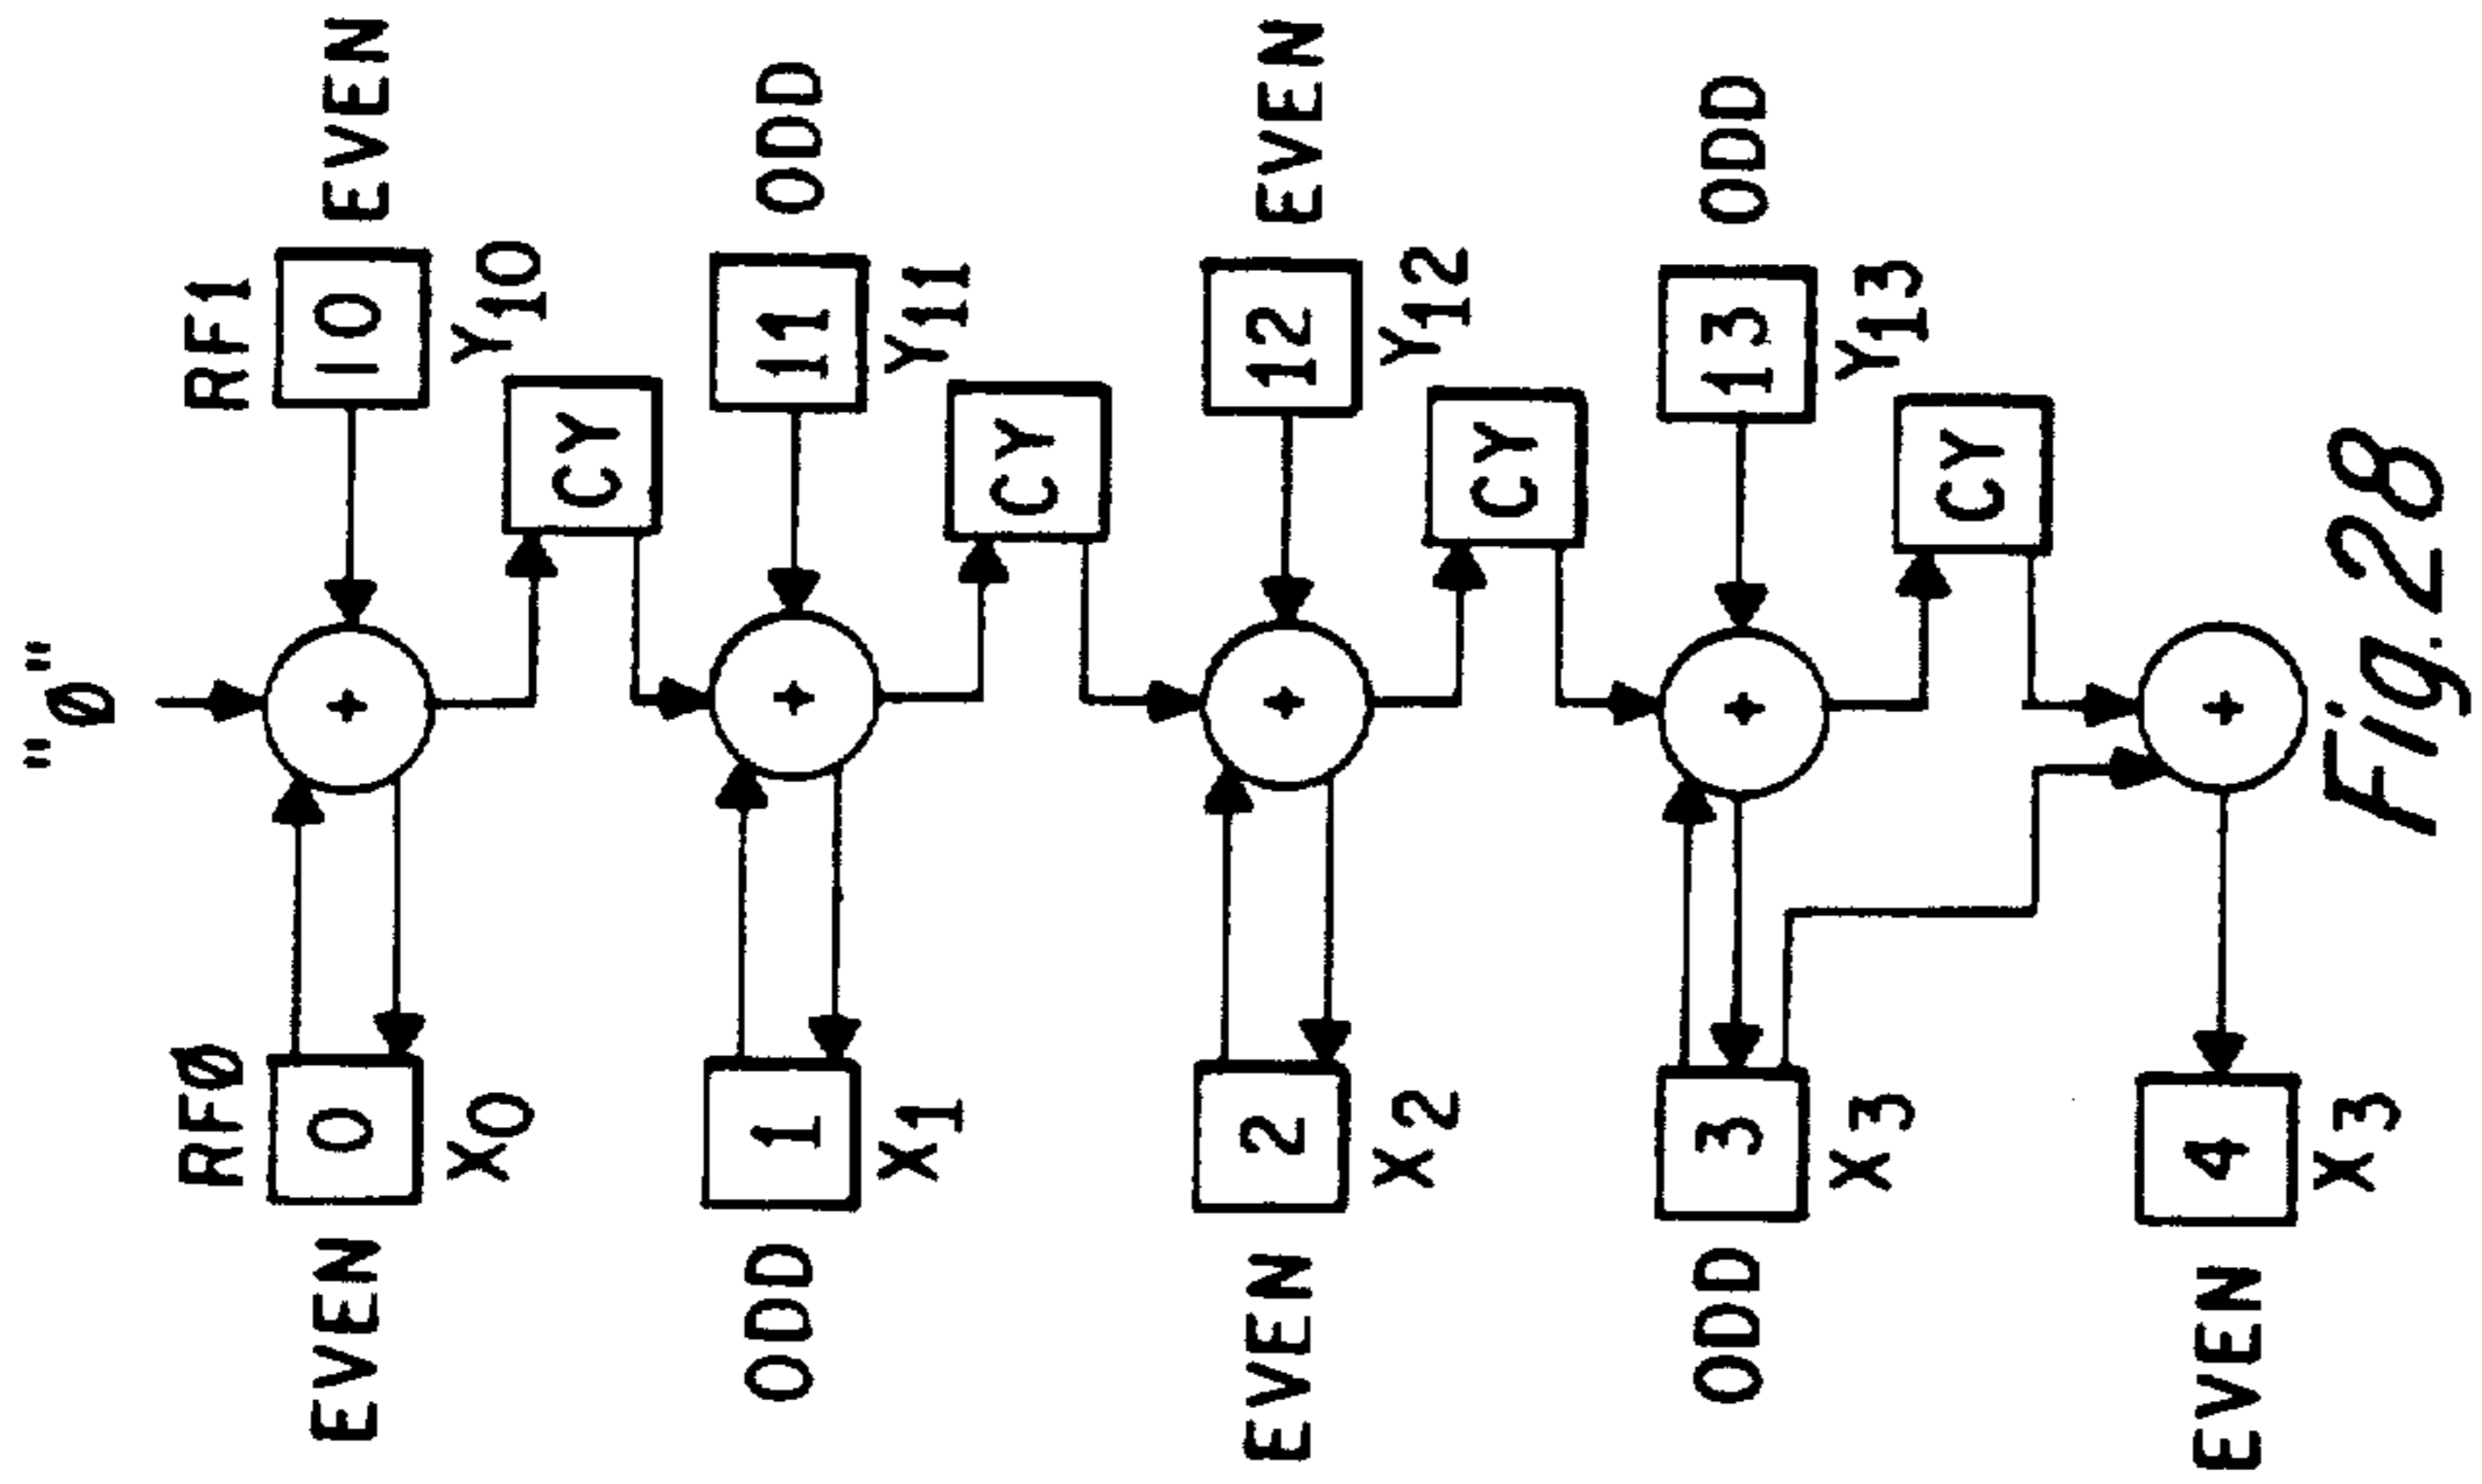 "Ø"
RFØ RF1
EVEN 0 10 EVEN
X0 Y10
CY
ODD 1 11 ODD
X1 Y11
CY
EVEN 2 12 EVEN
X2 Y12
CY
ODD 3 13 ODD
X3 Y13
CY
EVEN 4
X3
Fig. 28